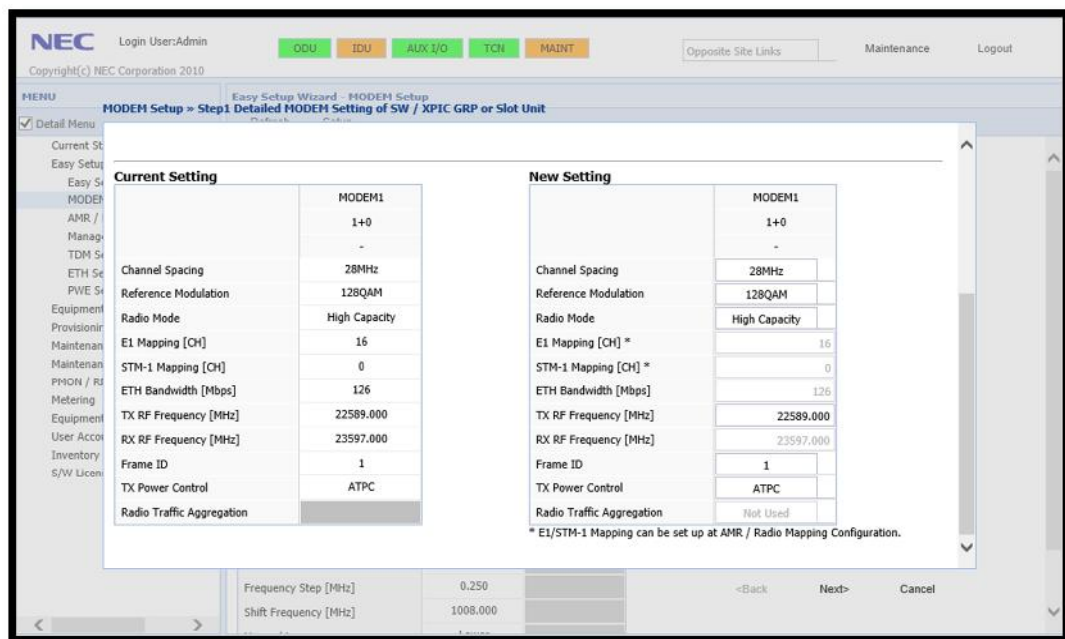 NEC Login User:Admin ODU IDU AUX I/O TCN MAINT Opposite Site Links Maintenance Logout
Copyright(c) NEC Corporation 2010
MENU Easy Setup Wizard - MODEM Setup
MODEM Setup » Step1 Detailed MODEM Setting of SW / XPIC GRP or Slot Unit
Detail Menu
Current St
Easy Setup
Easy Se
MODEM
AMR /
Manag
TDM Se
ETH Se
PWE Se
Equipment
Provisionin
Maintenan
Maintenan
PMON /
Metering
Equipment
User Accou
Inventory
S/W Licen
Current Setting
MODEM1
1+0
-
Channel Spacing 28MHz
Reference Modulation 128QAM
Radio Mode High Capacity
E1 Mapping [CH] 16
STM-1 Mapping [CH] 0
ETH Bandwidth [Mbps] 126
TX RF Frequency [MHz] 22589.000
RX RF Frequency [MHz] 23597.000
Frame ID 1
TX Power Control ATPC
Radio Traffic Aggregation
New Setting
MODEM1
1+0
-
Channel Spacing 28MHz
Reference Modulation 128QAM
Radio Mode High Capacity
E1 Mapping [CH] * 16
STM-1 Mapping [CH] * 0
ETH Bandwidth [Mbps] 126
TX RF Frequency [MHz] 22589.000
RX RF Frequency [MHz] 23597.000
Frame ID 1
TX Power Control ATPC
Radio Traffic Aggregation Not Used
* E1/STM-1 Mapping can be set up at AMR / Radio Mapping Configuration.
Frequency Step [MHz] 0.250
Shift Frequency [MHz] 1008.000
<Back Next> Cancel